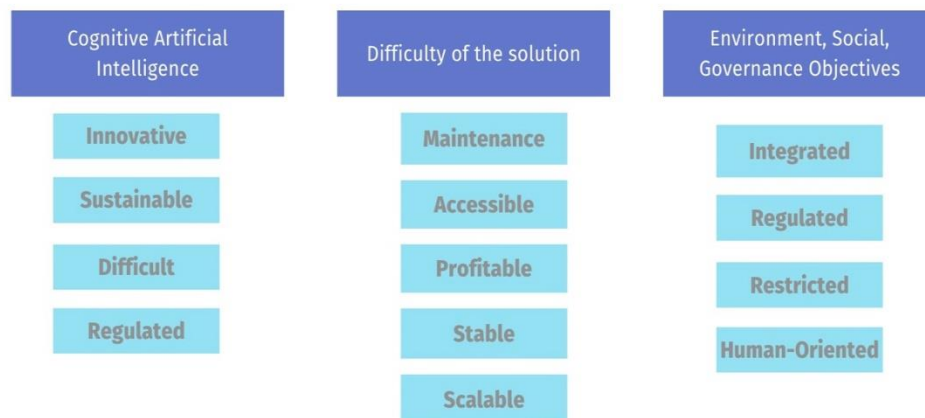 Cognitive Artificial
Intelligence
Innovative
Sustainable
Difficult
Regulated
Difficulty of the solution
Maintenance
Accessible
Profitable
Stable
Scalable
Environment, Social,
Governance Objectives
Integrated
Regulated
Restricted
Human-Oriented